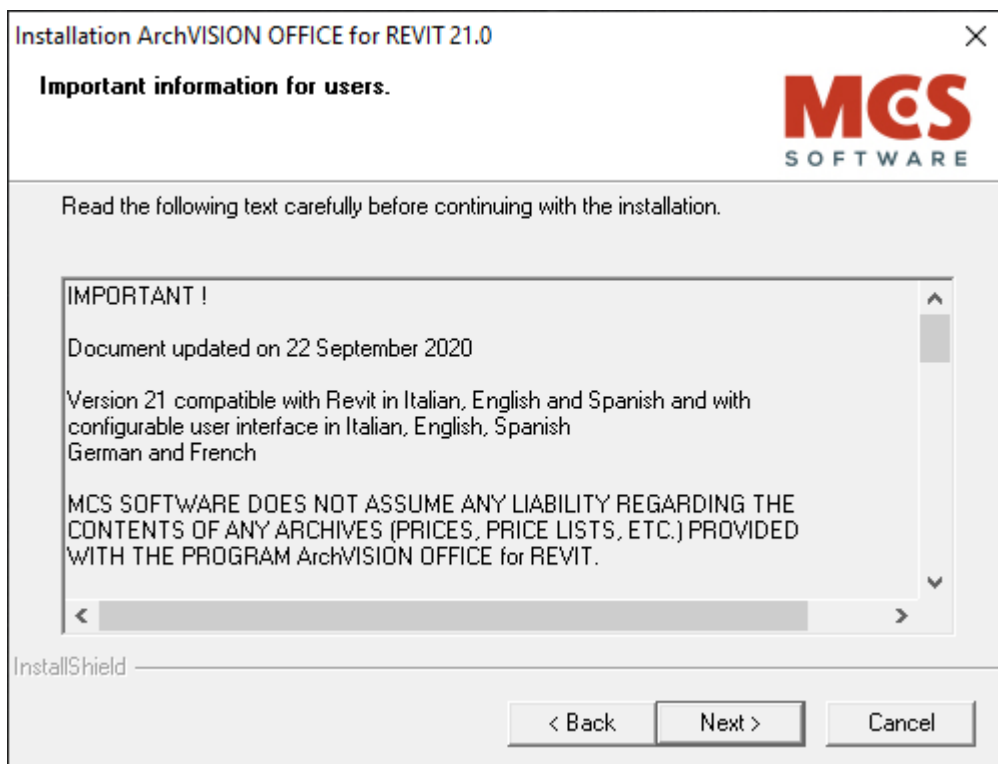 Installation ArchVISION OFFICE for REVIT 21.0
Important information for users.
MCS
SOFTWARE
Read the following text carefully before continuing with the installation.
IMPORTANT !
Document updated on 22 September 2020
Version 21 compatible with Revit in Italian, English and Spanish and with
configurable user interface in Italian, English, Spanish
German and French
MCS SOFTWARE DOES NOT ASSUME ANY LIABILITY REGARDING THE
CONTENTS OF ANY ARCHIVES (PRICES, PRICE LISTS, ETC.) PROVIDED
WITH THE PROGRAM ArchVISION OFFICE for REVIT.
InstallShield
< Back
Next >
Cancel